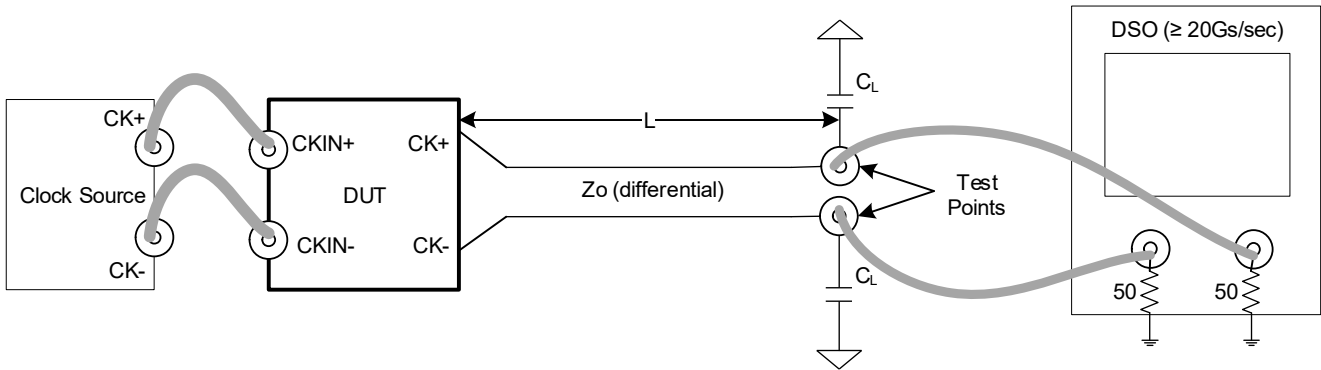 DSO (≥ 20Gs/sec)
CL
CK+
L
CKIN+
CK+
Clock Source
DUT
Zo (differential)
Test
Points
CKIN-
CK-
CK-
CL
50
50